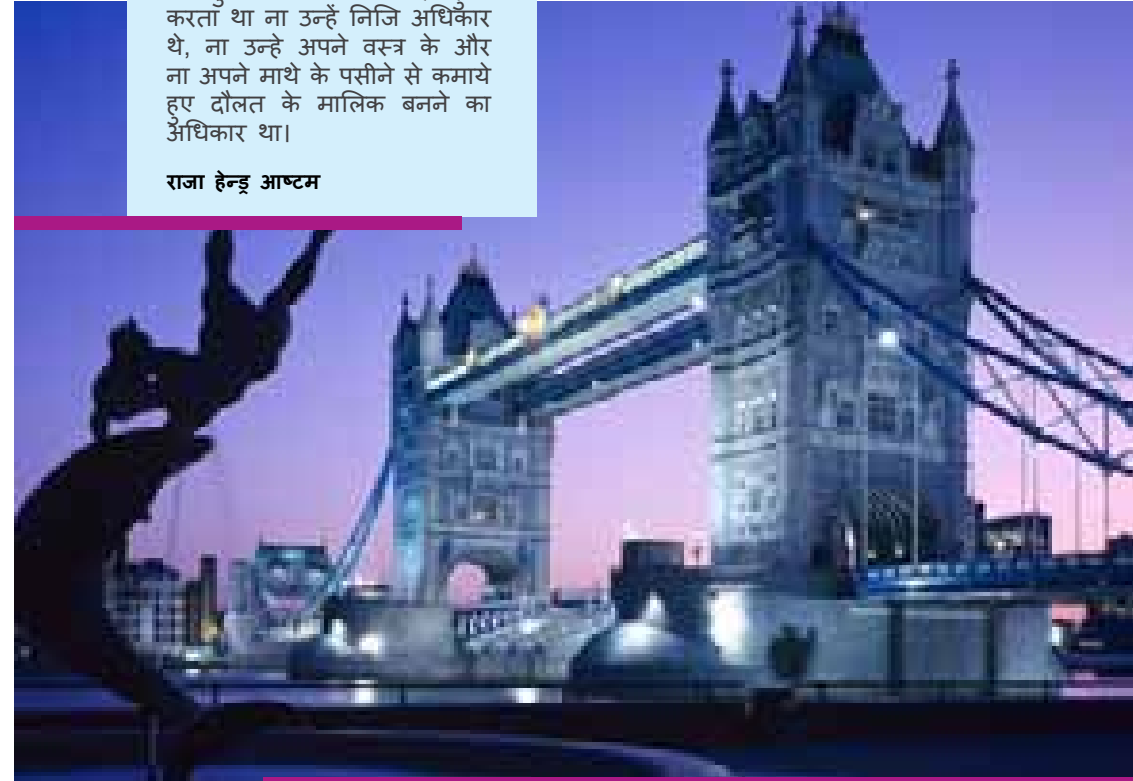 करता था ना उन्हें निजि अधिकार
थे, ना उन्हे अपने वस्त्र के और
ना अपने माथे के पसीने से कमाये
हुए दौलत के मालिक बनने का
अधिकार था।
राजा हेन्ड्र आष्टम